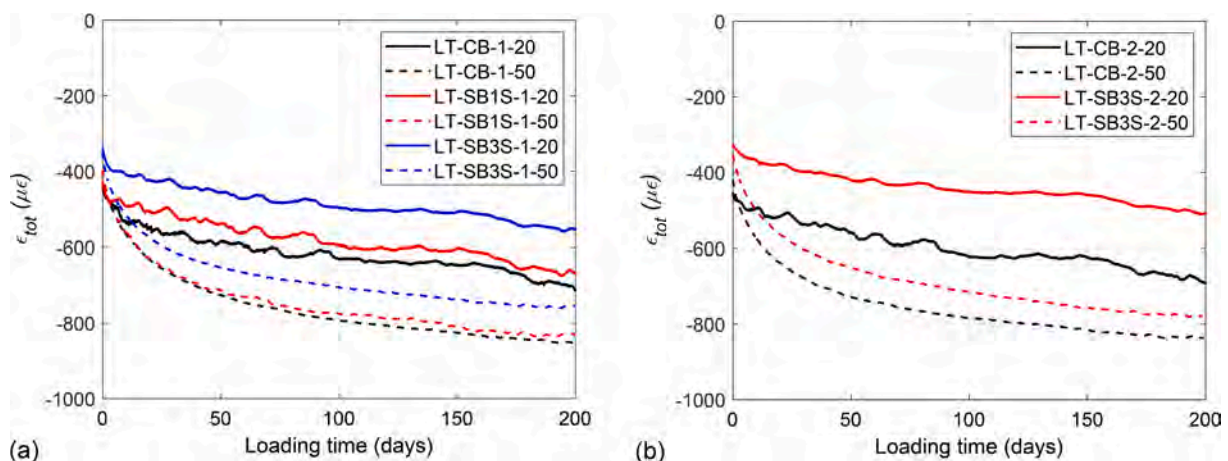 0
-200
-400
-600
-800
-1000
ϵtot (μϵ)
LT-CB-1-20
LT-CB-1-50
LT-SB1S-1-20
LT-SB1S-1-50
LT-SB3S-1-20
LT-SB3S-1-50
0 50 100 150 200
Loading time (days)
(a)
0
-200
-400
-600
-800
-1000
ϵtot (μϵ)
LT-CB-2-20
LT-CB-2-50
LT-SB3S-2-20
LT-SB3S-2-50
0 50 100 150 200
Loading time (days)
(b)